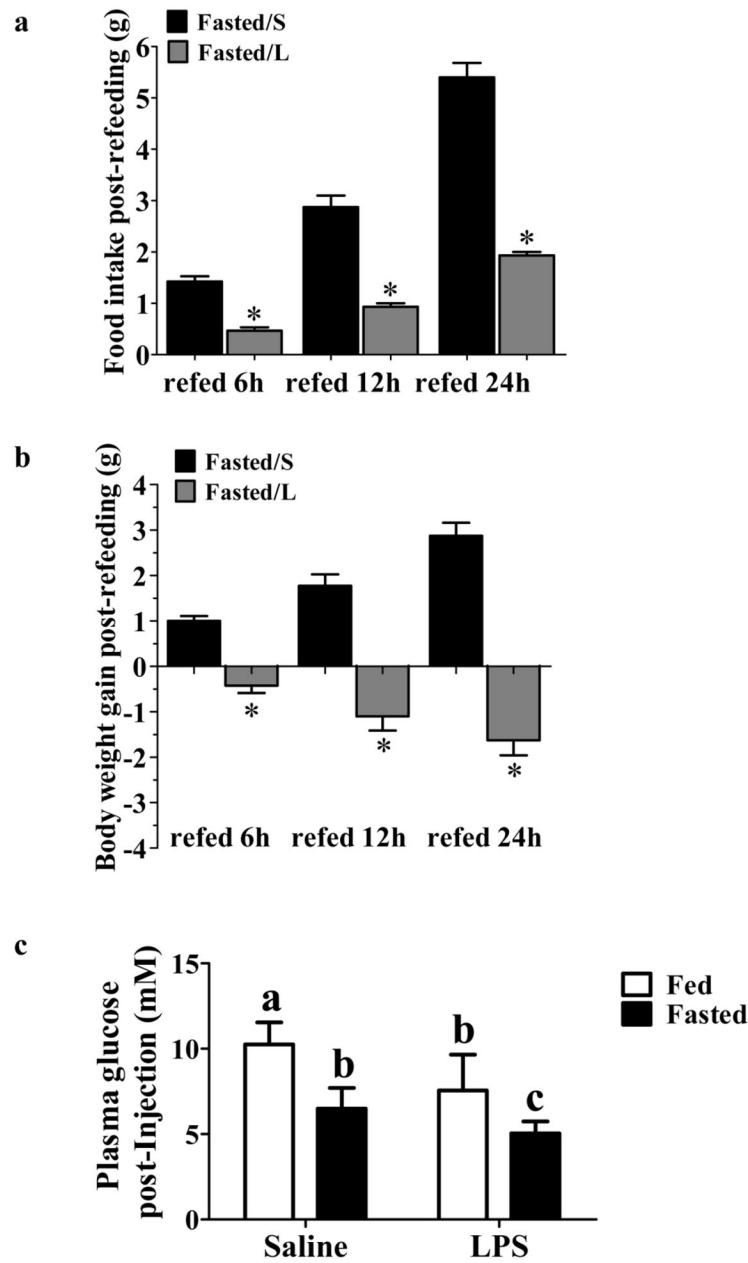 a
Fasted/S
Fasted/L
Food intake post-refeeding (g)
6
5
4
3
2
1
0
*
*
*
refed 6h refed 12h refed 24h
b
Fasted/S
Fasted/L
Body weight gain post-refeeding (g)
4
3
2
1
0
-1
-2
-3
-4
*
*
*
refed 6h refed 12h refed 24h
c
Plasma glucose
post-Injection (mM)
15
10
5
0
a
b
b
c
Fed
Fasted
Saline LPS